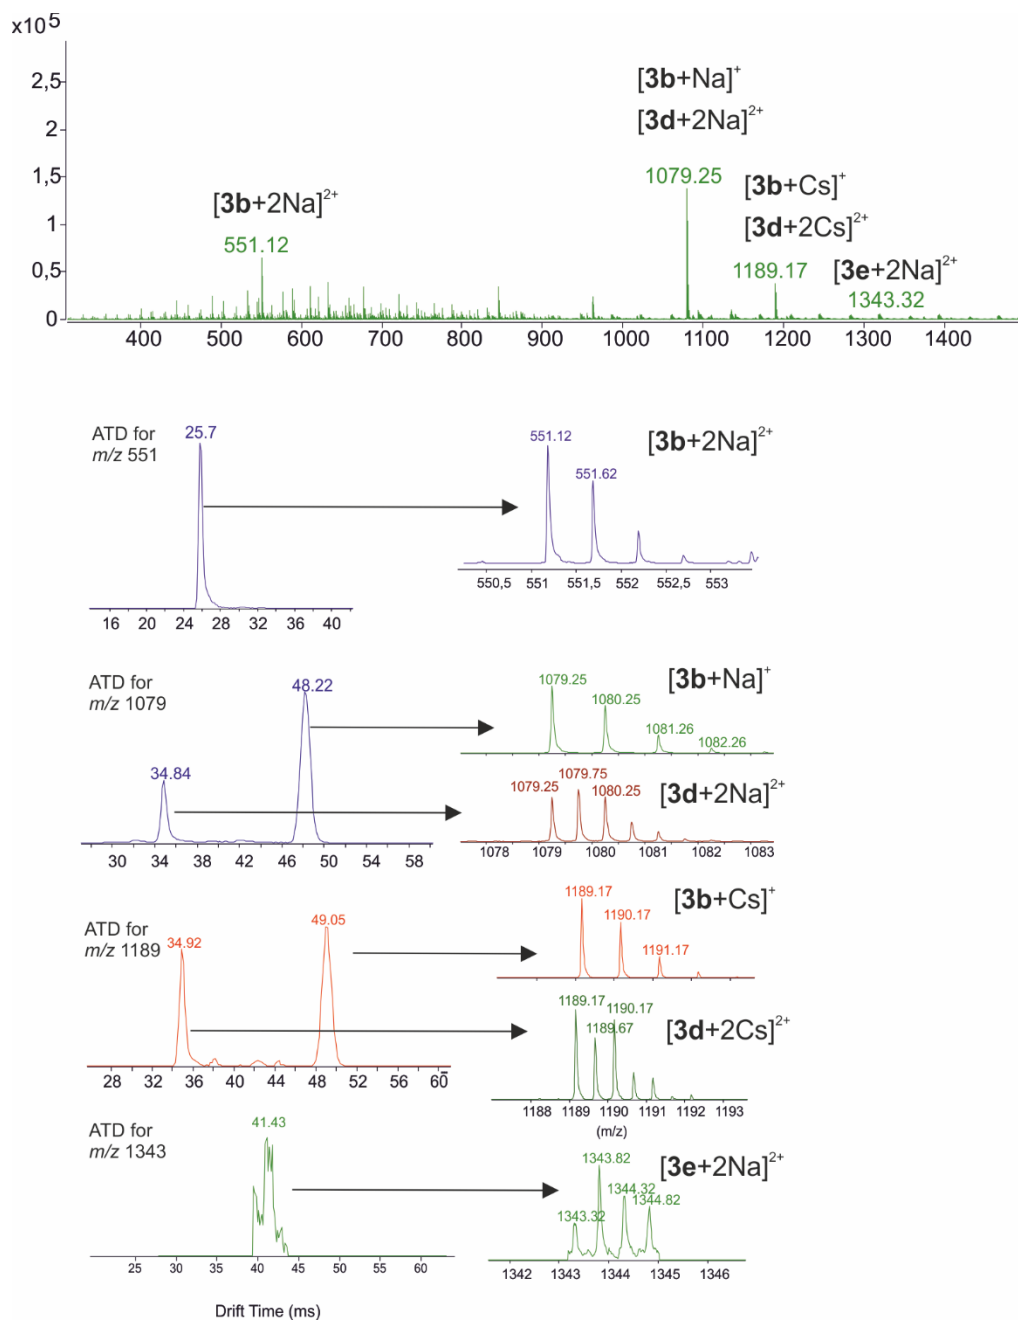 x10⁵
[3b+Na]⁺
2,5
[3d+2Na]²⁺
2
1,5
1079.25
[3b+Cs]⁺
[3b+2Na]²⁺
[3d+2Cs]²⁺
1
551.12
1189.17
[3e+2Na]²⁺
0,5
1343.32
0
400 500 600 700 800 900 1000 1100 1200 1300 1400
ATD for
m/z 551
25.7
551.12
[3b+2Na]²⁺
551.62
550,5 551 551,5 552 552,5 553
16 20 24 28 32 36 40
ATD for
m/z 1079
48.22
[3b+Na]⁺
1079.25
1080.25
1081.26
1082.26
34.84
1079.25
1079.75
1080.25
[3d+2Na]²⁺
30 34 38 42 46 50 54 58
1078 1079 1080 1081 1082 1083
ATD for
m/z 1189
34.92
49.05
[3b+Cs]⁺
1189.17
1190.17
1191.17
1189.17
1190.17
1189.67
[3d+2Cs]²⁺
28 32 36 40 44 48 52 56 60
1188 1189 1190 1191 1192 1193
(m/z)
ATD for
m/z 1343
41.43
[3e+2Na]²⁺
1343.82
1344.32
1344.82
1343.32
25 30 35 40 45 50 55 60
1342 1343 1344 1345 1346
Drift Time (ms)